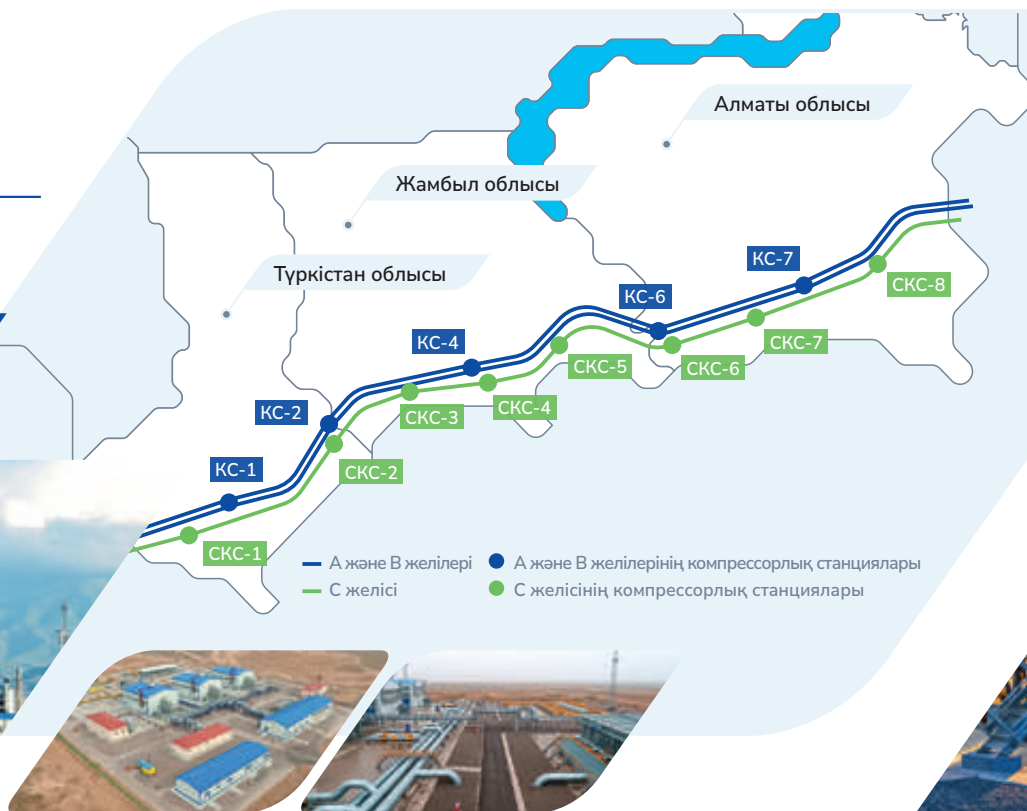 Алматы облысы
Жамбыл облысы
Түркістан облысы
КС-7
СКС-8
КС-6
СКС-7
КС-4
СКС-6
СКС-5
КС-2
СКС-4
СКС-3
КС-1
СКС-2
СКС-1
А және В желілері
А және В желілерінің компрессорлық станциялары
С желісі
С желісінің компрессорлық станциялары